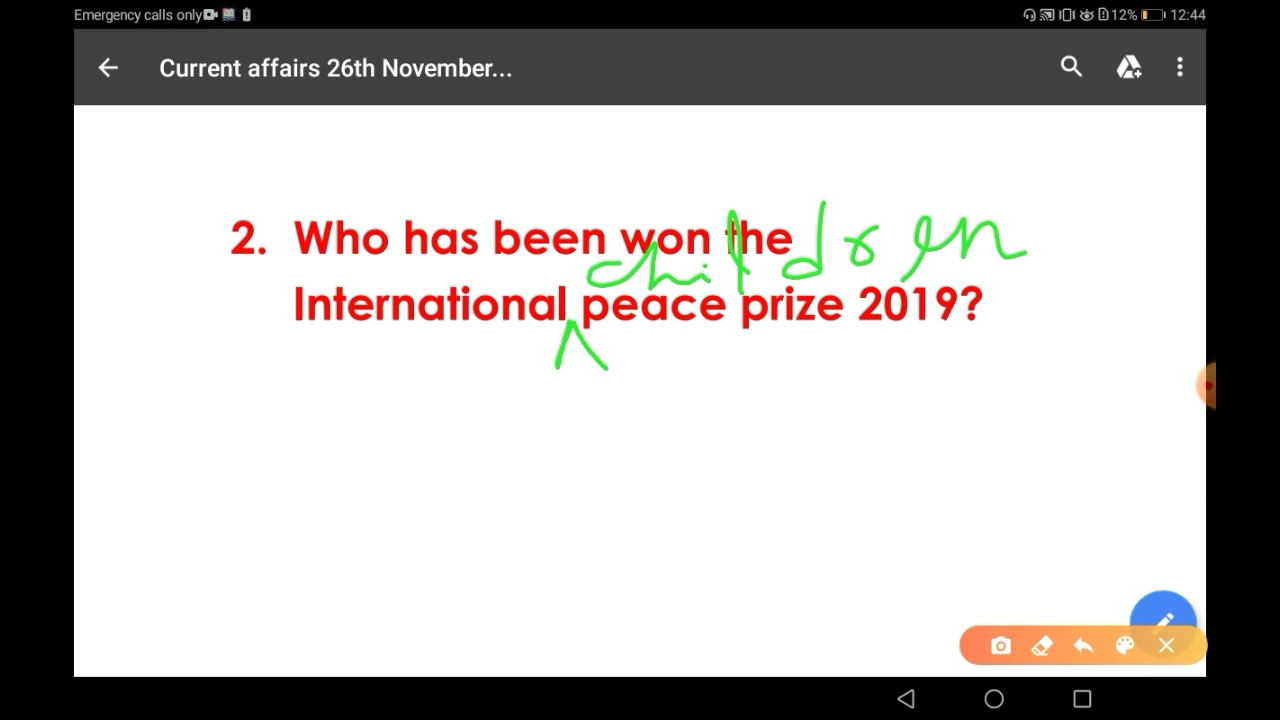 Emergency calls only
12% 12:44
Current affairs 26th November...
2. Who has been won the
children
International peace prize 2019?